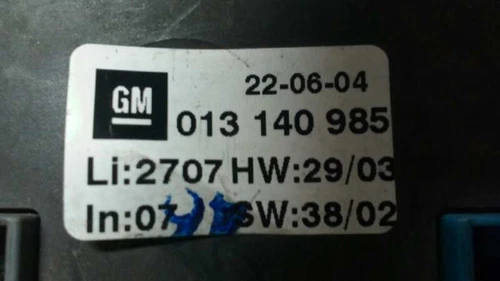 GM
22-06-04
013 140 985
Li:2707 HW:29/03
In:07 SW:38/02